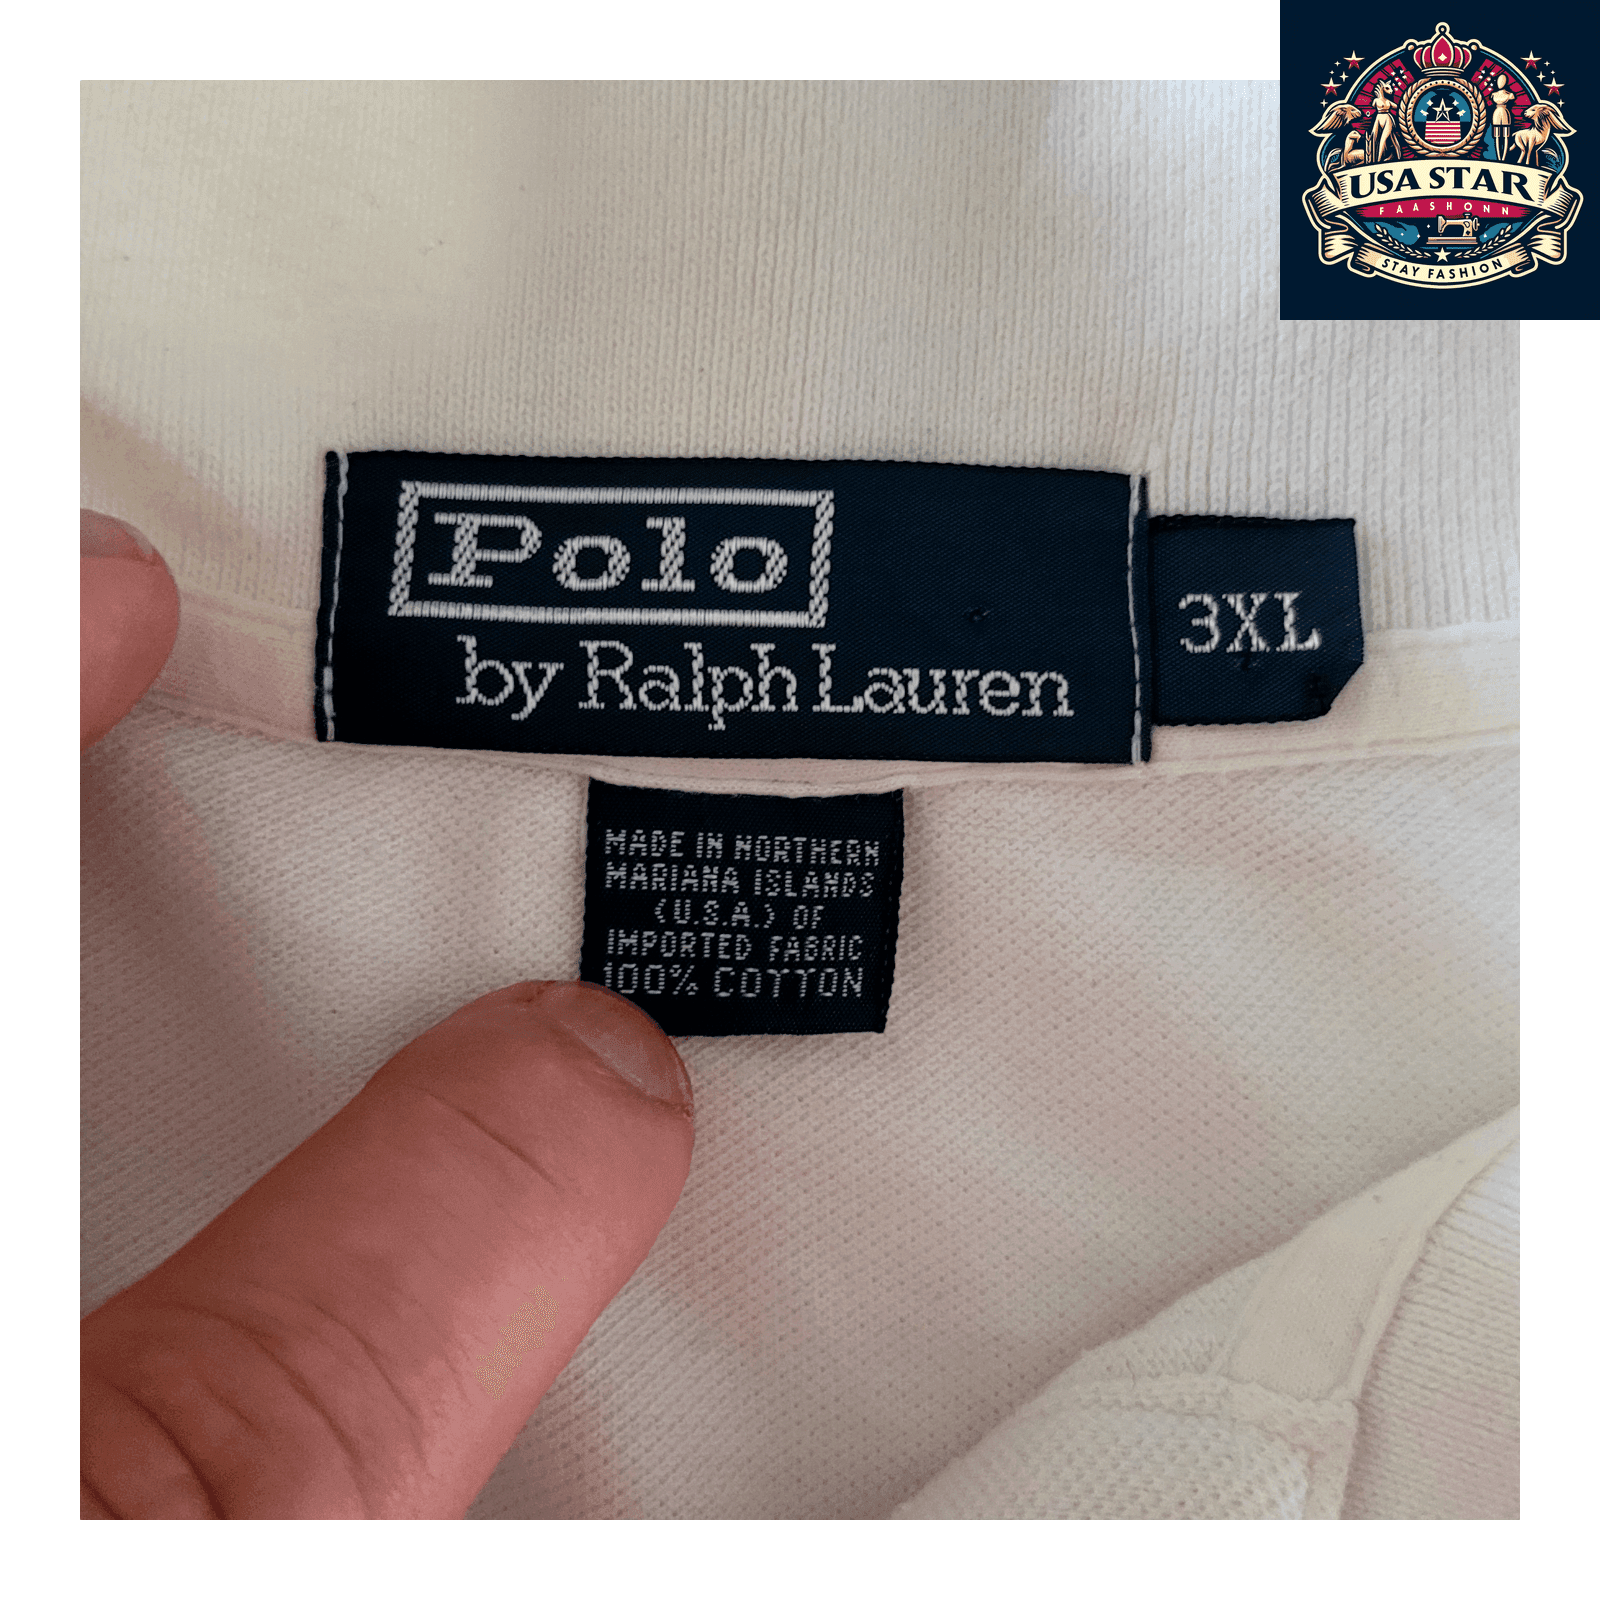 USA STAR
FAASHONN
STAY FASHION
Polo
by Ralph Lauren
3XL
MADE IN NORTHERN
MARIANA ISLANDS
(U.S.A.) OF
IMPORTED FABRIC
100% COTTON